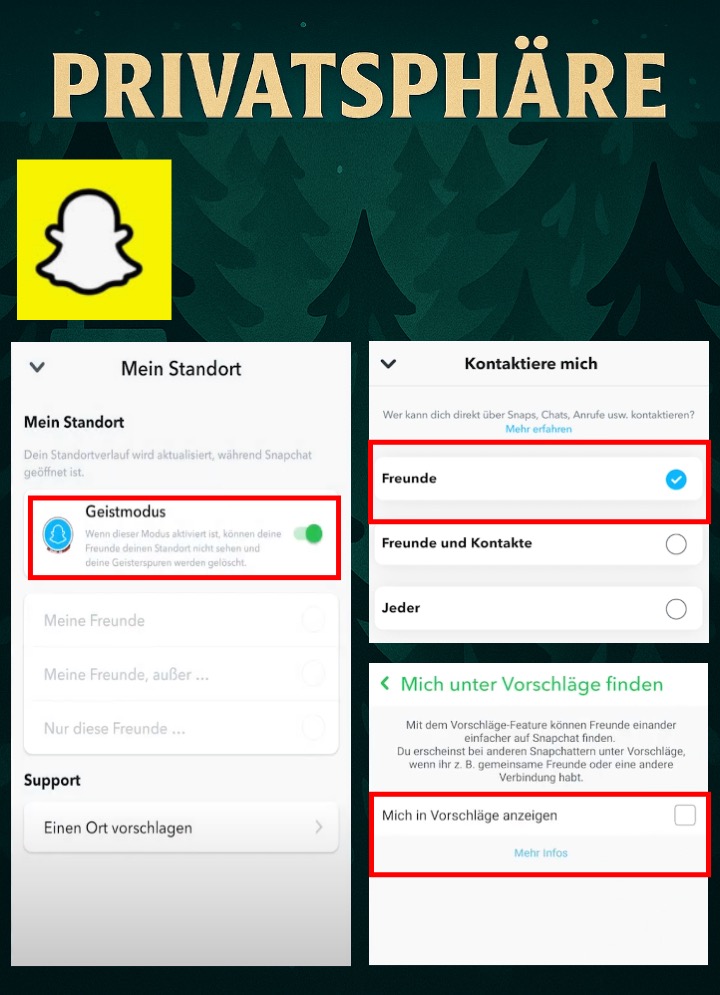 PRIVATSPHÄRE
Mein Standort
Mein Standort
Dein Standortverlauf wird aktualisiert, während Snapchat
geöffnet ist.
Geistmodus
Wenn dieser Modus aktiviert ist, können deine
Freunde deinen Standort nicht sehen und
deine Geisterspuren werden gelöscht.
Meine Freunde
Meine Freunde, außer ...
Nur diese Freunde ...
Support
Einen Ort vorschlagen
Kontaktiere mich
Wer kann dich direkt über Snaps, Chats, Anrufe usw. kontaktieren?
Mehr erfahren
Freunde
Freunde und Kontakte
Jeder
Mich unter Vorschläge finden
Mit dem Vorschläge-Feature können Freunde einander
einfacher auf Snapchat finden.
Du erscheinst bei anderen Snapchattern unter Vorschläge,
wenn ihr z. B. gemeinsame Freunde oder eine andere
Verbindung habt.
Mich in Vorschläge anzeigen
Mehr Infos